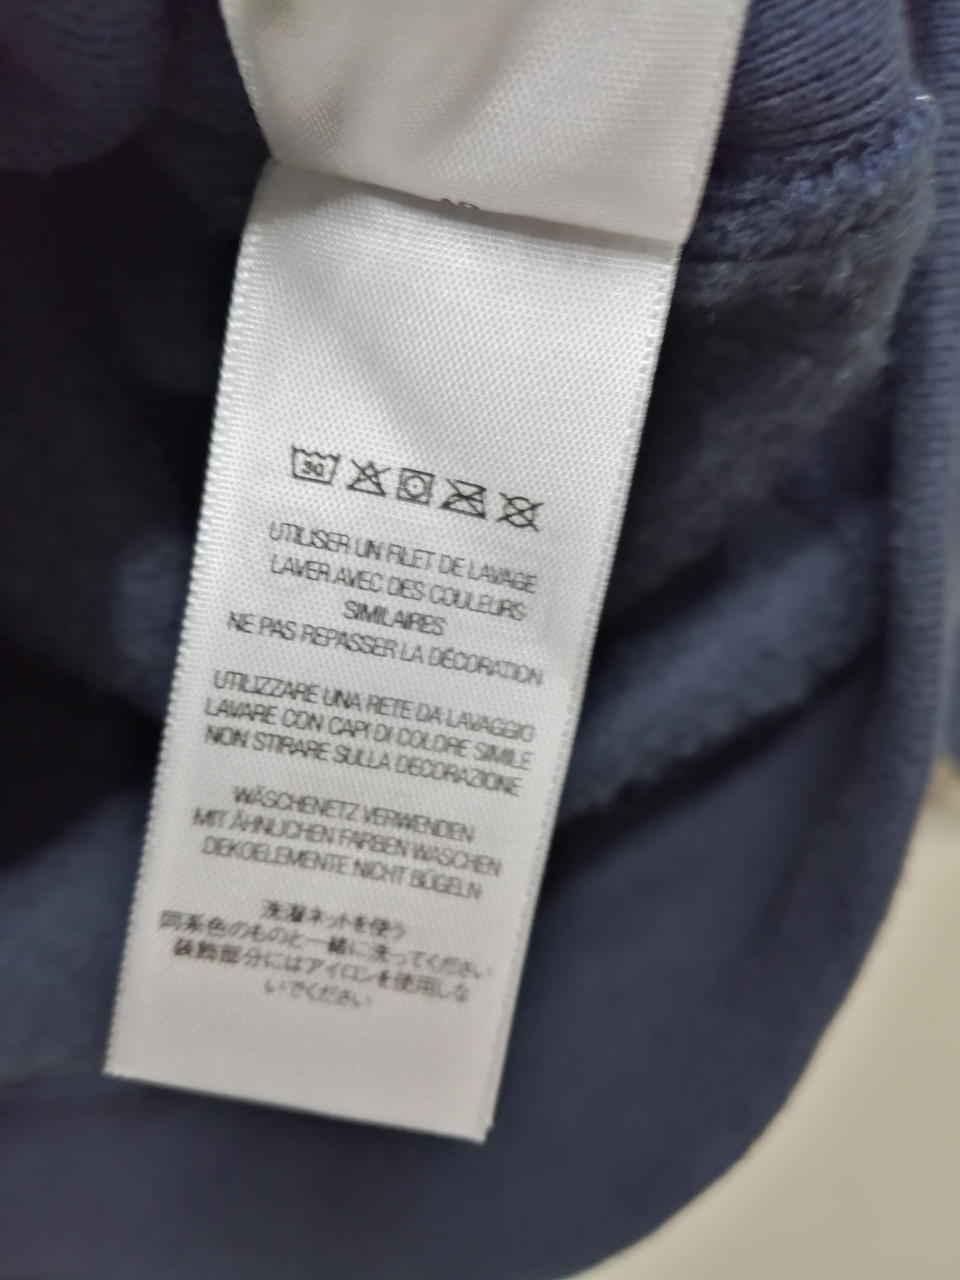 30
UTILISER UN FILET DE LAVAGE
LAVER AVEC DES COULEURS
SIMILAIRES
NE PAS REPASSER LA DÉCORATION
UTILIZZARE UNA RETE DA LAVAGGIO
LAVARE CON CAPI DI COLORE SIMILE
NON STIRARE SULLA DECORAZIONE
WÄSCHENETZ VERWENDEN
MIT ÄHNLICHEN FARBEN WASCHEN
DEKOELEMENTE NICHT BÜGELN
洗濯ネットを使う
同系色のものと一緒に洗ってください
装飾部分にはアイロンを使用しな
いでください